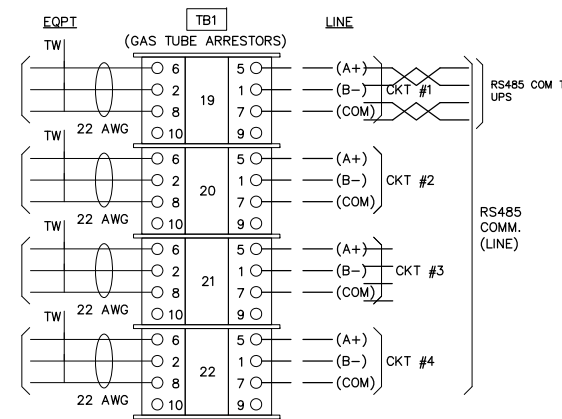 EQPT TB1 LINE
(GAS TUBE ARRESTORS)
TW
6 5 (A+)
2 19 1 (B-) CKT #1
8 7 (COM)
22 AWG 10 9
RS485 COM T
UPS
TW
6 5 (A+)
2 20 1 (B-) CKT #2
8 7 (COM)
22 AWG 10 9
RS485
COMM.
(LINE)
TW
6 5 (A+)
2 21 1 (B-) CKT #3
8 7 (COM)
22 AWG 10 9
TW
6 5 (A+)
2 22 1 (B-) CKT #4
8 7 (COM)
22 AWG 10 9